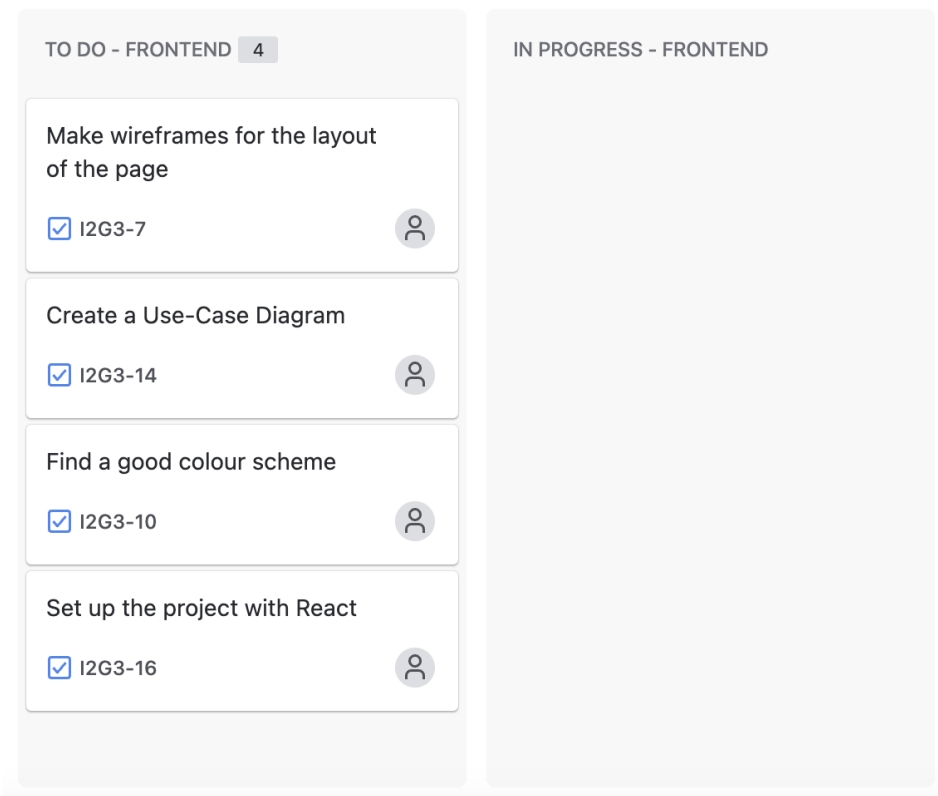 TO DO - FRONTEND 4
Make wireframes for the layout
of the page
I2G3-7
Create a Use-Case Diagram
I2G3-14
Find a good colour scheme
I2G3-10
Set up the project with React
I2G3-16
IN PROGRESS - FRONTEND